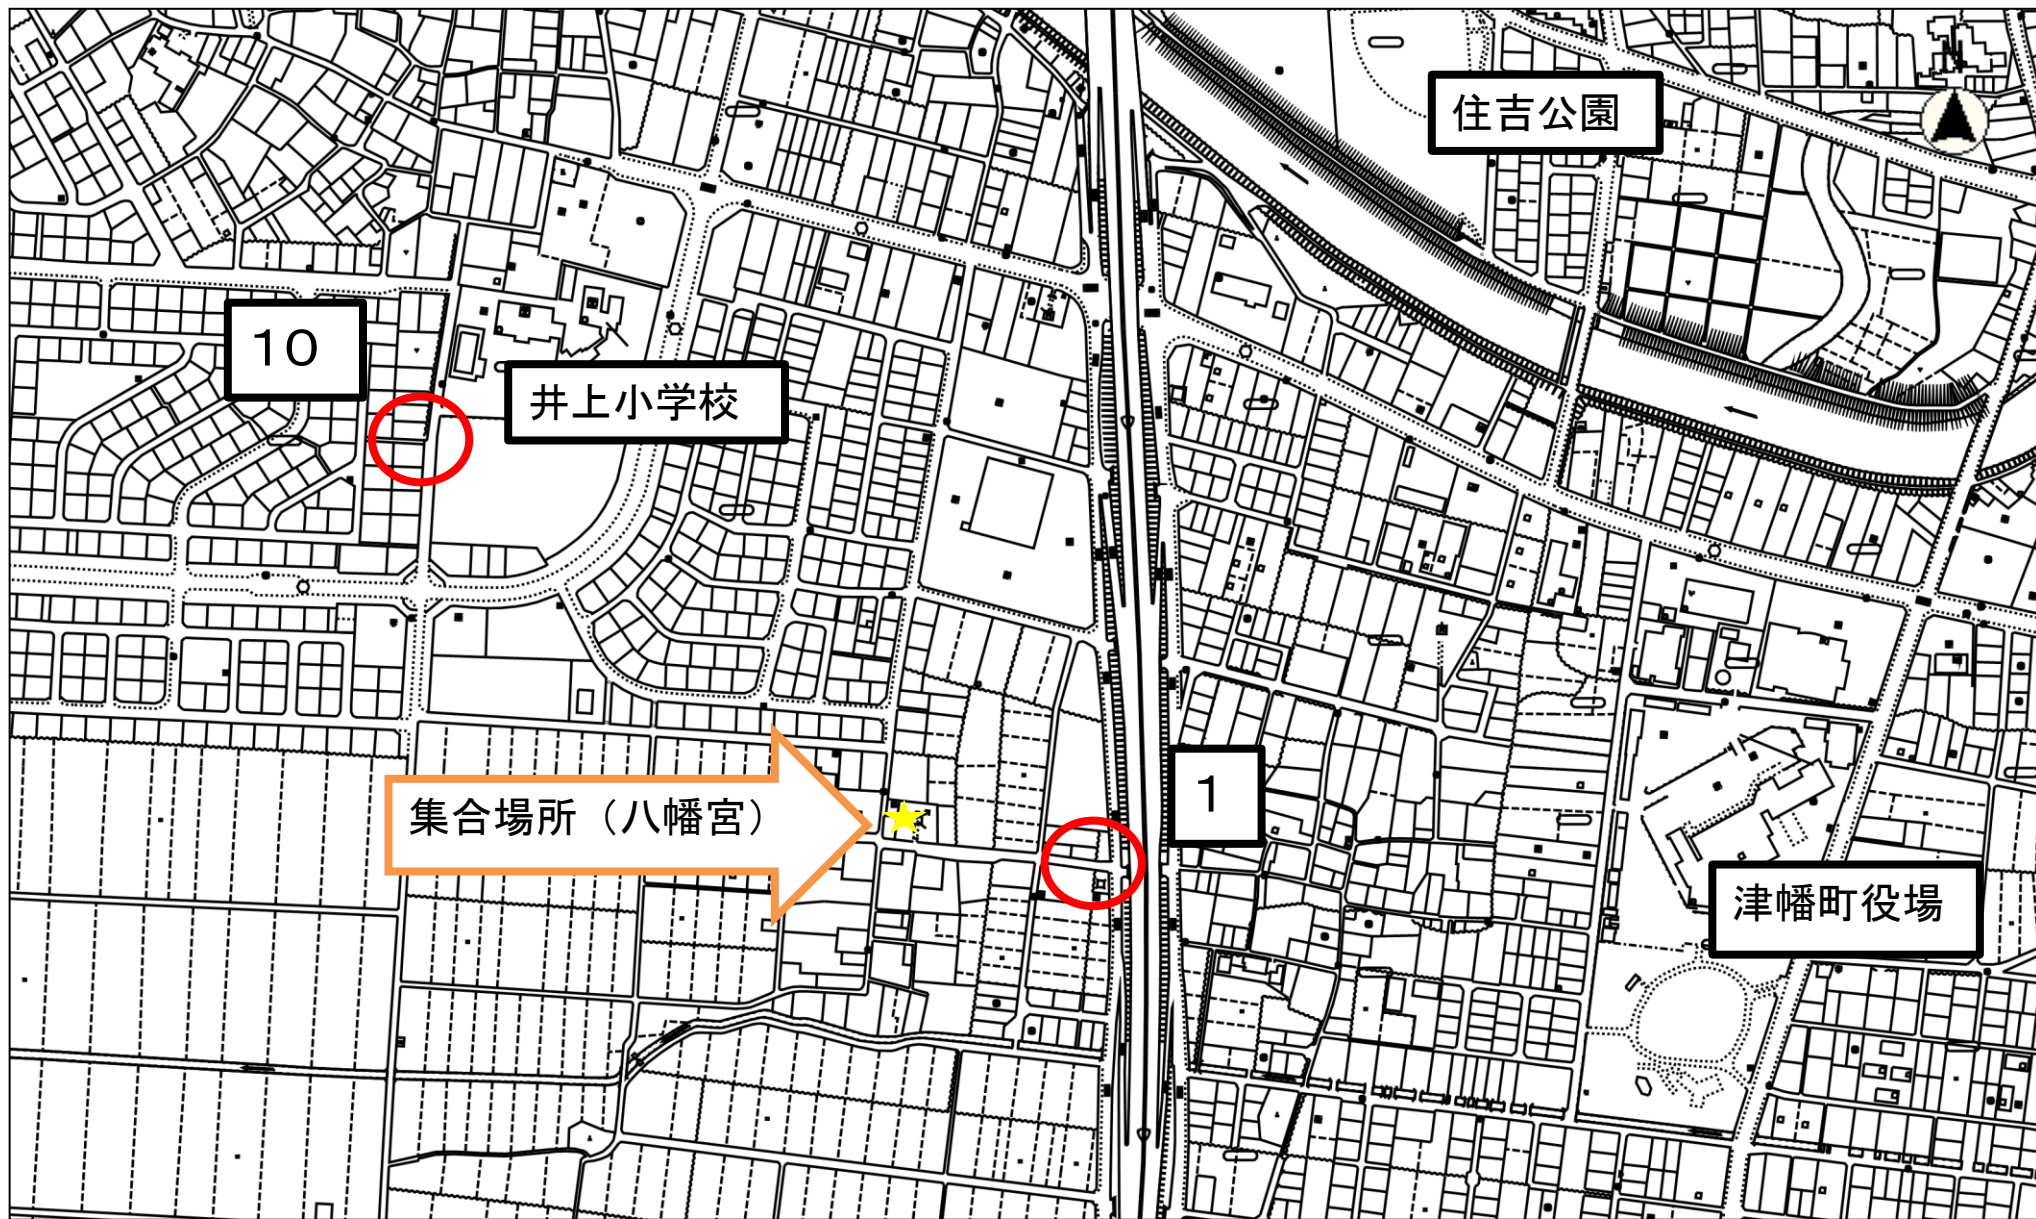 住吉公園
１０
井上小学校
１
集合場所（八幡宮）
津幡町役場